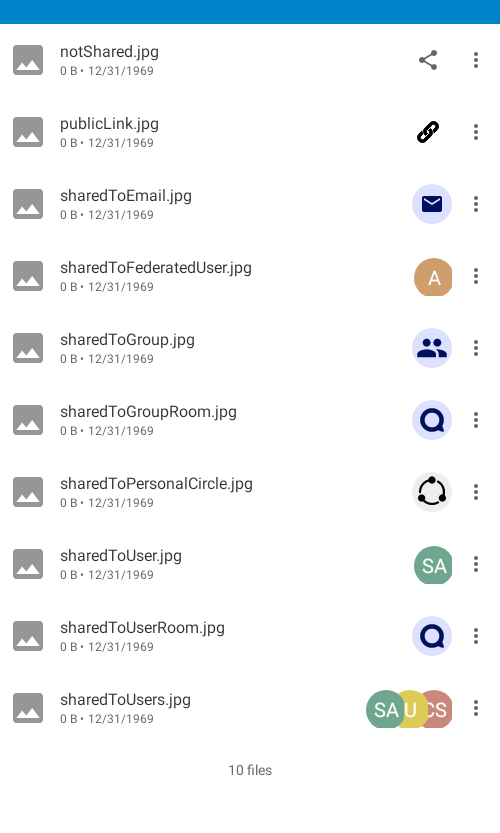 notShared.jpg
0 B • 12/31/1969
publicLink.jpg
0 B • 12/31/1969
sharedToEmail.jpg
0 B • 12/31/1969
sharedToFederatedUser.jpg
0 B • 12/31/1969
A
sharedToGroup.jpg
0 B • 12/31/1969
sharedToGroupRoom.jpg
0 B • 12/31/1969
sharedToPersonalCircle.jpg
0 B • 12/31/1969
sharedToUser.jpg
0 B • 12/31/1969
SA
sharedToUserRoom.jpg
0 B • 12/31/1969
sharedToUsers.jpg
0 B • 12/31/1969
SA U CS
10 files